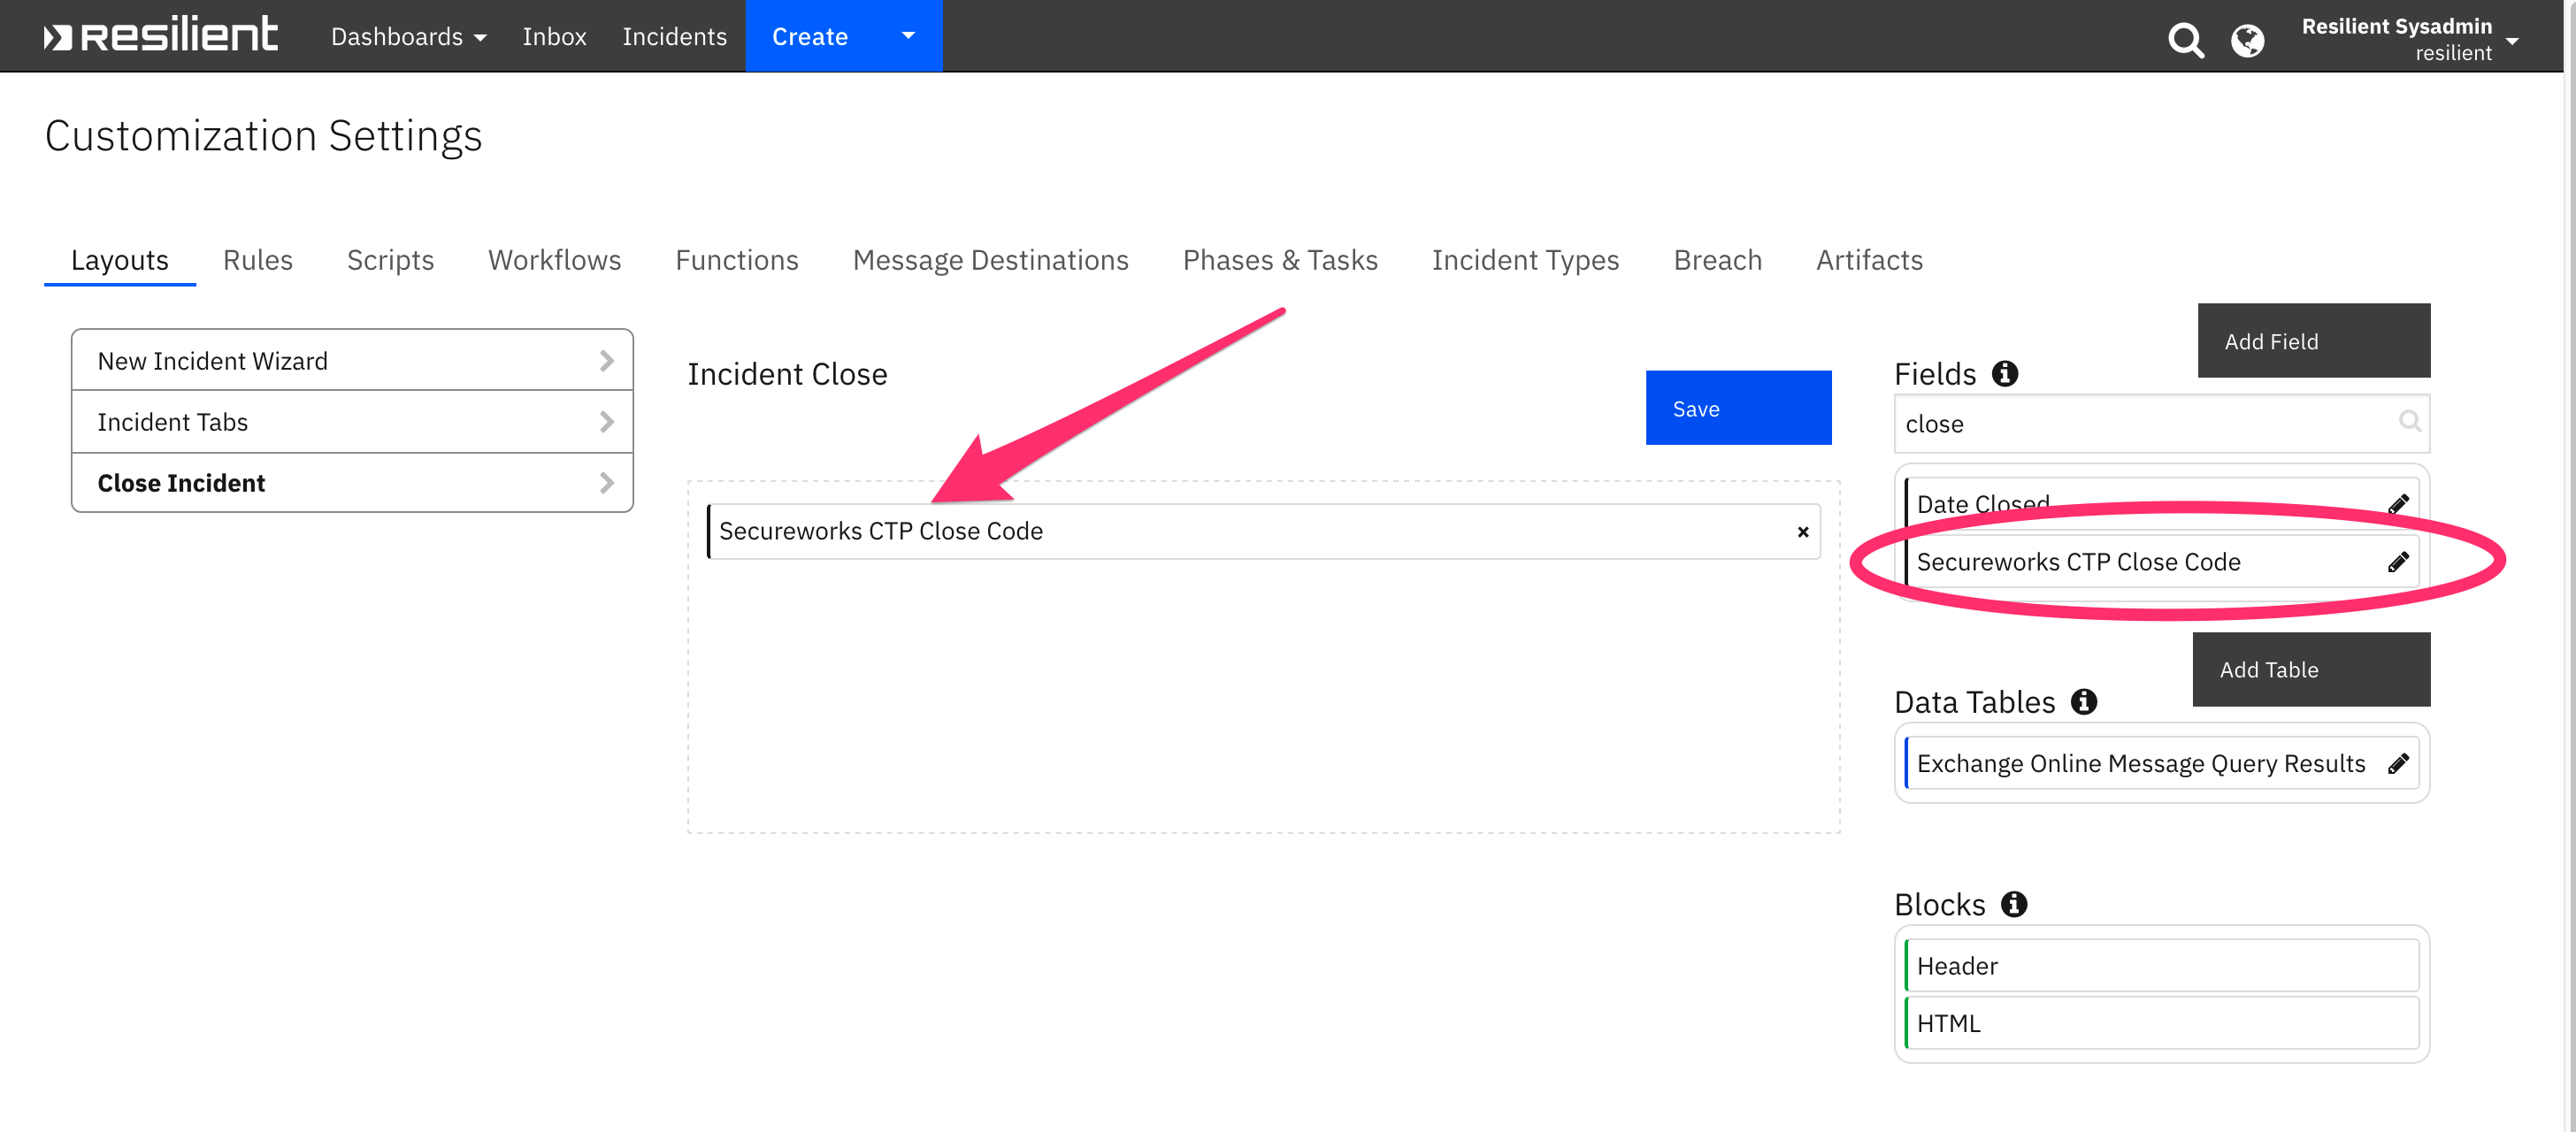 resilient
Dashboards
Inbox
Incidents
Create
Resilient Sysadmin
resilient
Customization Settings
Layouts
Rules
Scripts
Workflows
Functions
Message Destinations
Phases & Tasks
Incident Types
Breach
Artifacts
New Incident Wizard
Incident Tabs
Close Incident
Incident Close
Save
Secureworks CTP Close Code
Add Field
Fields
close
Date Closed
Secureworks CTP Close Code
Add Table
Data Tables
Exchange Online Message Query Results
Blocks
Header
HTML